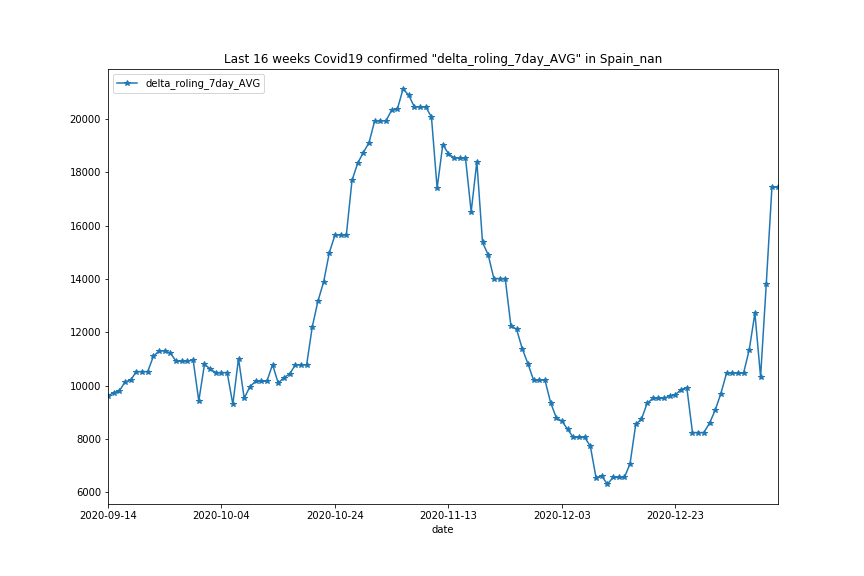 Last 16 weeks Covid19 confirmed "delta_roling_7day_AVG" in Spain_nan
delta_roling_7day_AVG
20000
18000
16000
14000
12000
10000
8000
6000
2020-09-14 2020-10-04 2020-10-24 2020-11-13 2020-12-03 2020-12-23
date